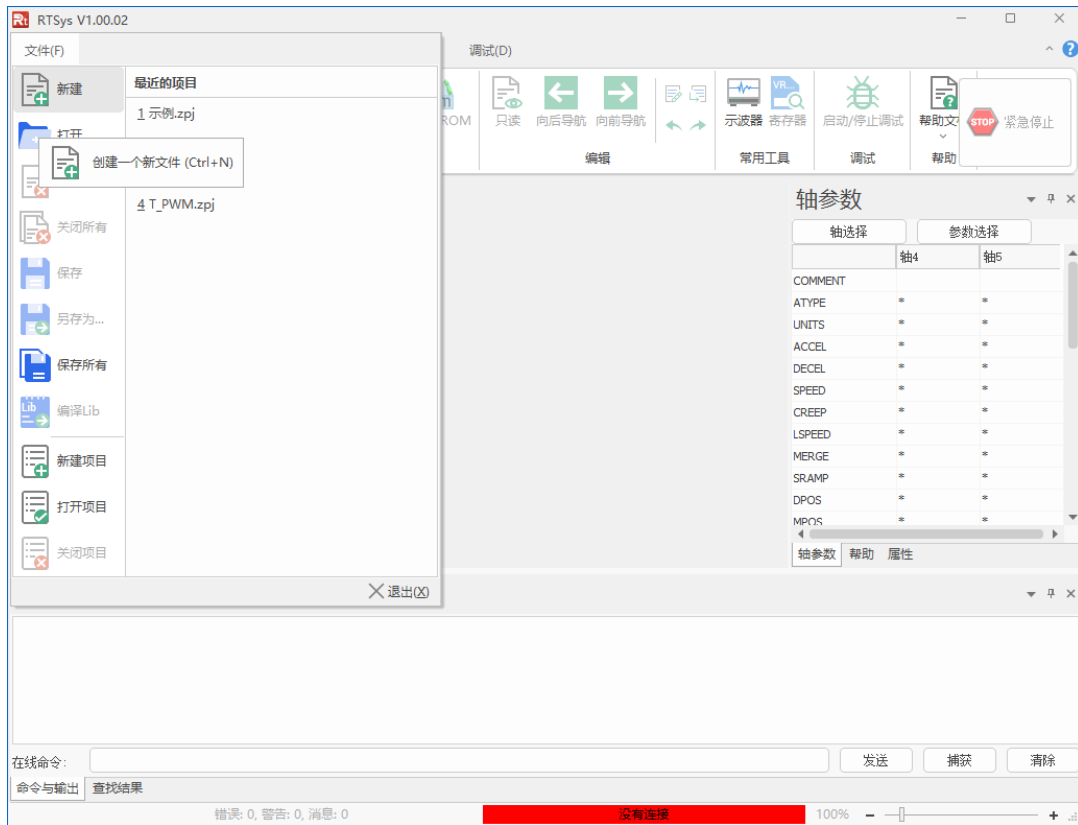 RTSys V1.00.02
文件(F)
调试(D)
新建
最近的项目
1 示例.zpj
打开
创建一个新文件 (Ctrl+N)
4 T_PWM.zpj
关闭所有
保存
另存为...
保存所有
编译Lib
新建项目
打开项目
关闭项目
退出(X)
ROM
只读
向后导航
向前导航
编辑
示波器
寄存器
常用工具
启动/停止调试
调试
帮助文
帮助
STOP
紧急停止
轴参数
轴选择
参数选择
轴4
轴5
COMMENT
ATYPE * *
UNITS * *
ACCEL * *
DECEL * *
SPEED * *
CREEP * *
LSPEED * *
MERGE * *
SRAMP * *
DPOS * *
MPOS * *
轴参数
帮助
属性
在线命令:
发送
捕获
清除
命令与输出
查找结果
错误: 0, 警告: 0, 消息: 0
没有连接
100%